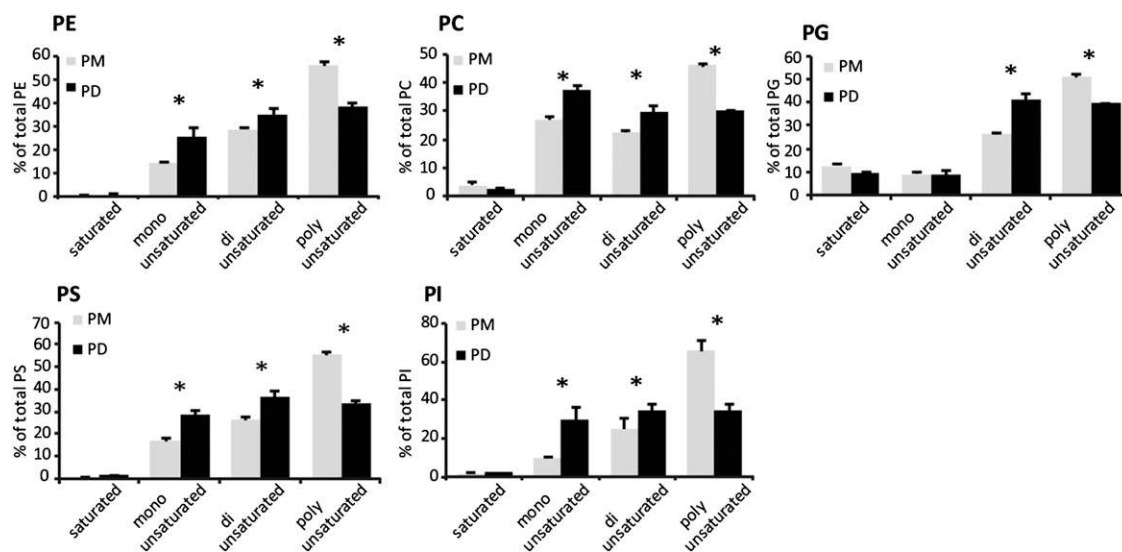 PE
% of total PE
60
50
40
30
20
10
0
PM
PD
*
*
*
saturated
mono
unsaturated
di
unsaturated
poly
unsaturated
PC
% of total PC
50
40
30
20
10
0
PM
PD
*
*
*
saturated
mono
unsaturated
di
unsaturated
poly
unsaturated
PG
% of total PG
60
50
40
30
20
10
0
PM
PD
*
*
saturated
mono
unsaturated
di
unsaturated
poly
unsaturated
PS
% of total PS
70
60
50
40
30
20
10
0
PM
PD
*
*
*
saturated
mono
unsaturated
di
unsaturated
poly
unsaturated
PI
% of total PI
80
60
40
20
0
PM
PD
*
*
*
saturated
mono
unsaturated
di
unsaturated
poly
unsaturated